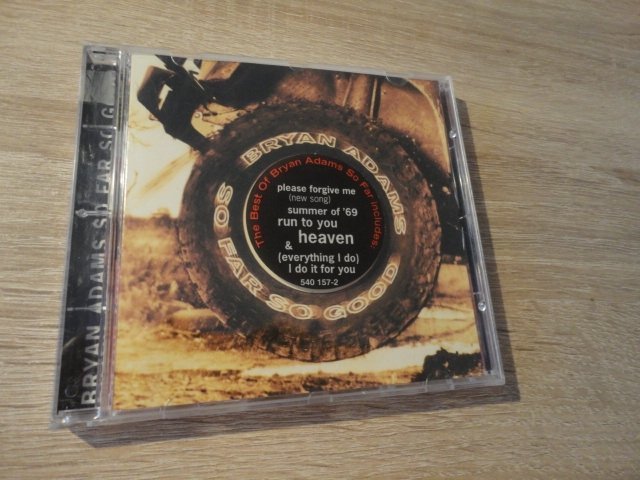 BRYAN ADAMS
SO FAR SO GOOD
The Best Of Bryan Adams So Far Includes:
please forgive me
(new song)
summer of '69
run to you
heaven
&
(everything I do)
I do it for you
540 157-2
BRYAN ADAMS SO FAR SO G